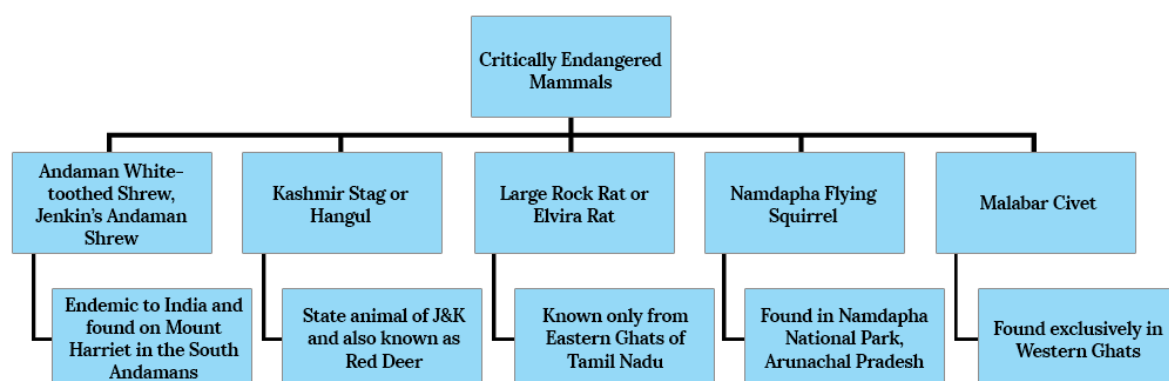 Critically Endangered
Mammals
Andaman White-
toothed Shrew,
Jenkin's Andaman
Shrew
Kashmir Stag or
Hangul
Large Rock Rat or
Elvira Rat
Namdapha Flying
Squirrel
Malabar Civet
Endemic to India and
found on Mount
Harriet in the South
Andamans
State animal of J&K
and also known as
Red Deer
Known only from
Eastern Ghats of
Tamil Nadu
Found in Namdapha
National Park,
Arunachal Pradesh
Found exclusively in
Western Ghats